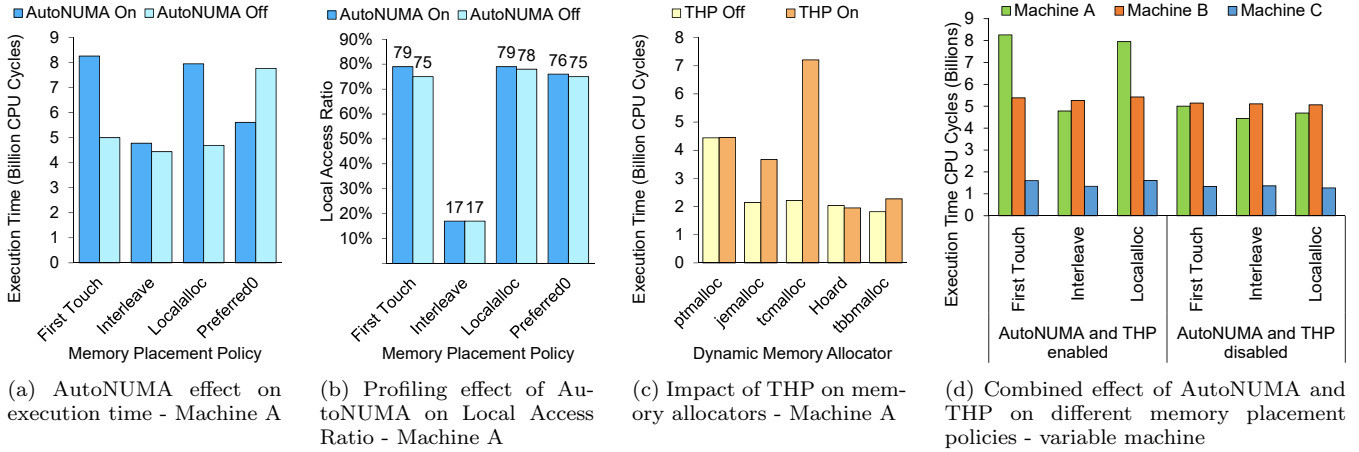 AutoNUMA On AutoNUMA Off
Execution Time (Billion CPU Cycles)
9
8
7
6
5
4
3
2
1
0
First Touch
Interleave
Localalloc
Preferred0
Memory Placement Policy
(a) AutoNUMA effect on
execution time - Machine A
AutoNUMA On AutoNUMA Off
Local Access Ratio
90%
80%
70%
60%
50%
40%
30%
20%
10%
79
75
17 17
79 78
76 75
First Touch
Interleave
Localalloc
Preferred0
Memory Placement Policy
(b) Profiling effect of Au-
toNUMA on Local Access
Ratio - Machine A
THP Off THP On
Execution Time (Billion CPU Cycles)
8
7
6
5
4
3
2
1
0
ptmalloc
jemalloc
tcmalloc
Hoard
tbbmalloc
Dynamic Memory Allocator
(c) Impact of THP on mem-
ory allocators - Machine A
Machine A Machine B Machine C
Execution Time CPU Cycles (Billions)
9
8
7
6
5
4
3
2
1
0
First Touch
Interleave
Localalloc
First Touch
Interleave
Localalloc
AutoNUMA and THP
enabled
AutoNUMA and THP
disabled
(d) Combined effect of AutoNUMA and
THP on different memory placement
policies - variable machine